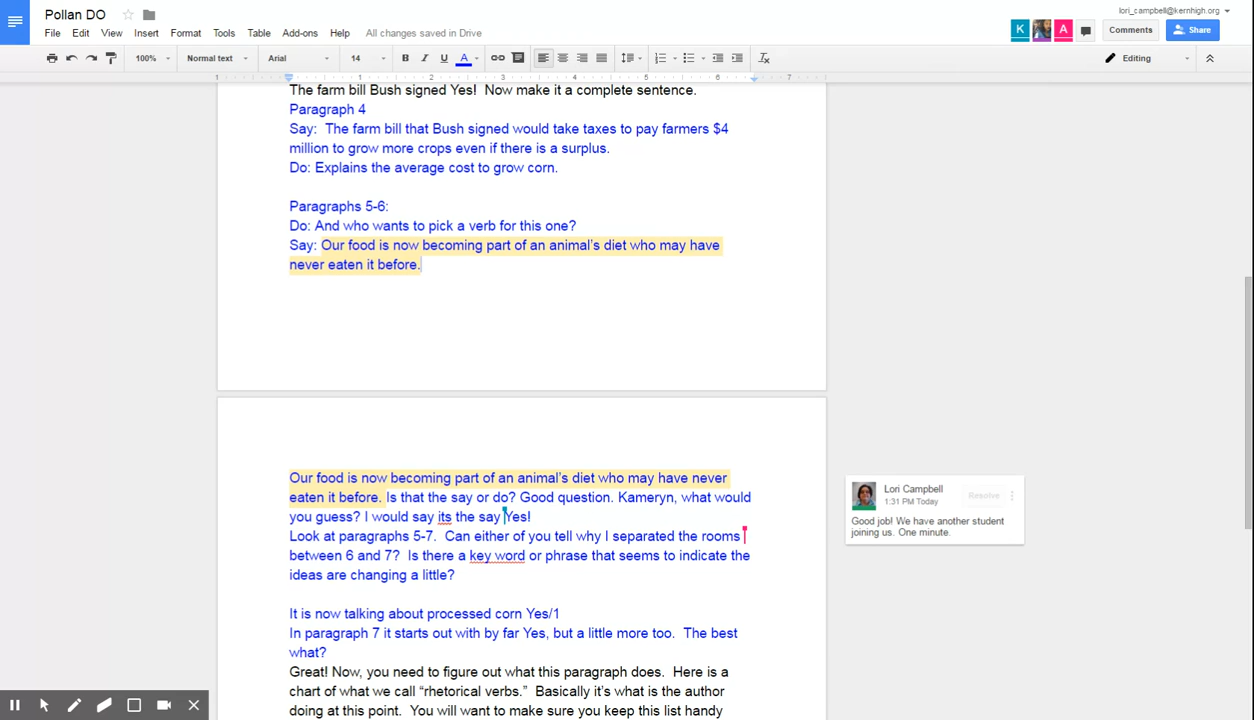 Pollan DO
lori_campbell@kernhigh.org
File Edit View Insert Format Tools Table Add-ons Help All changes saved in Drive
K A Comments Share
100% Normal text Arial 14 B I U A Editing
1 1 2 3 4 5 6 7
The farm bill Bush signed Yes! Now make it a complete sentence.
Paragraph 4
Say: The farm bill that Bush signed would take taxes to pay farmers $4
million to grow more crops even if there is a surplus.
Do: Explains the average cost to grow corn.
Paragraphs 5-6:
Do: And who wants to pick a verb for this one?
Say: Our food is now becoming part of an animal's diet who may have
never eaten it before.
Our food is now becoming part of an animal's diet who may have never
eaten it before. Is that the say or do? Good question. Kameryn, what would
you guess? I would say its the say Yes!
Look at paragraphs 5-7. Can either of you tell why I separated the rooms
between 6 and 7? Is there a key word or phrase that seems to indicate the
ideas are changing a little?
It is now talking about processed corn Yes/1
In paragraph 7 it starts out with by far Yes, but a little more too. The best
what?
Great! Now, you need to figure out what this paragraph does. Here is a
chart of what we call “rhetorical verbs.” Basically it's what is the author
doing at this point. You will want to make sure you keep this list handy
Lori Campbell
1:31 PM Today
Resolve
Good job! We have another student
joining us. One minute.